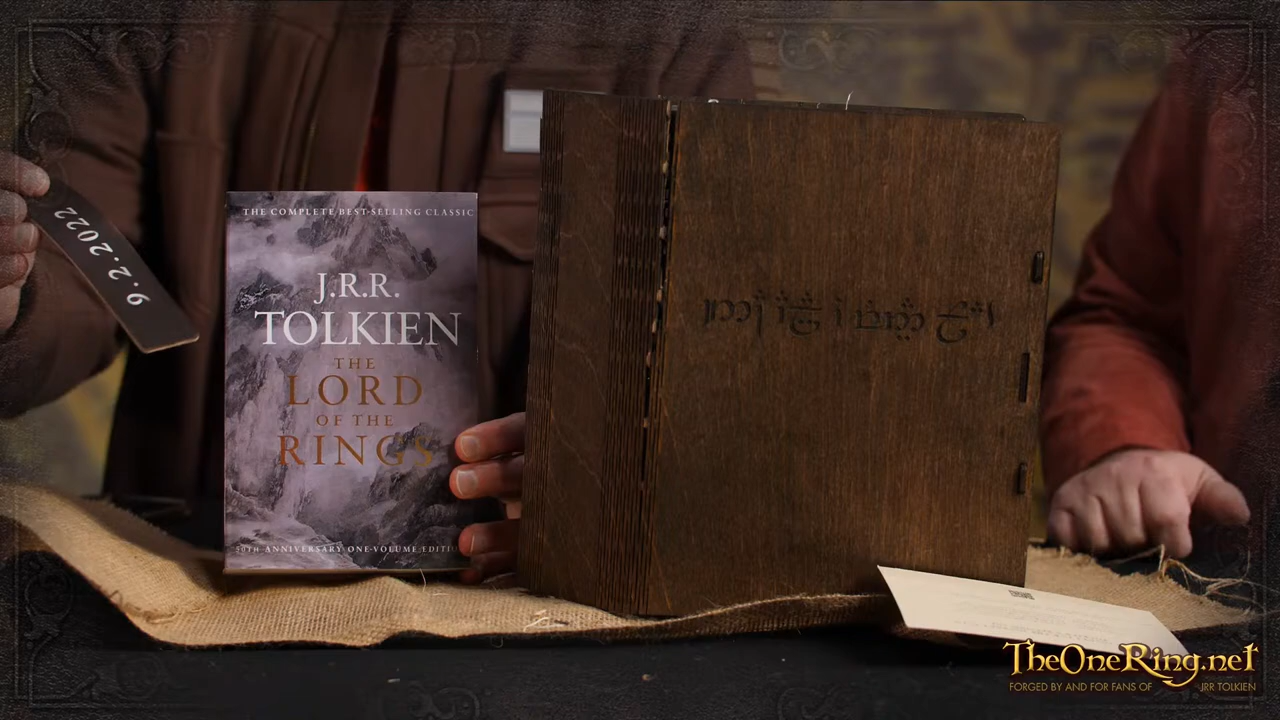 9.2.2022
THE COMPLETE BEST-SELLING CLASSIC
J.R.R.
TOLKIEN
THE
LORD
OF THE
RINGS
50TH ANNIVERSARY ONE-VOLUME EDITION
TheOneRing.net
FORGED BY AND FOR FANS OF JRR TOLKIEN